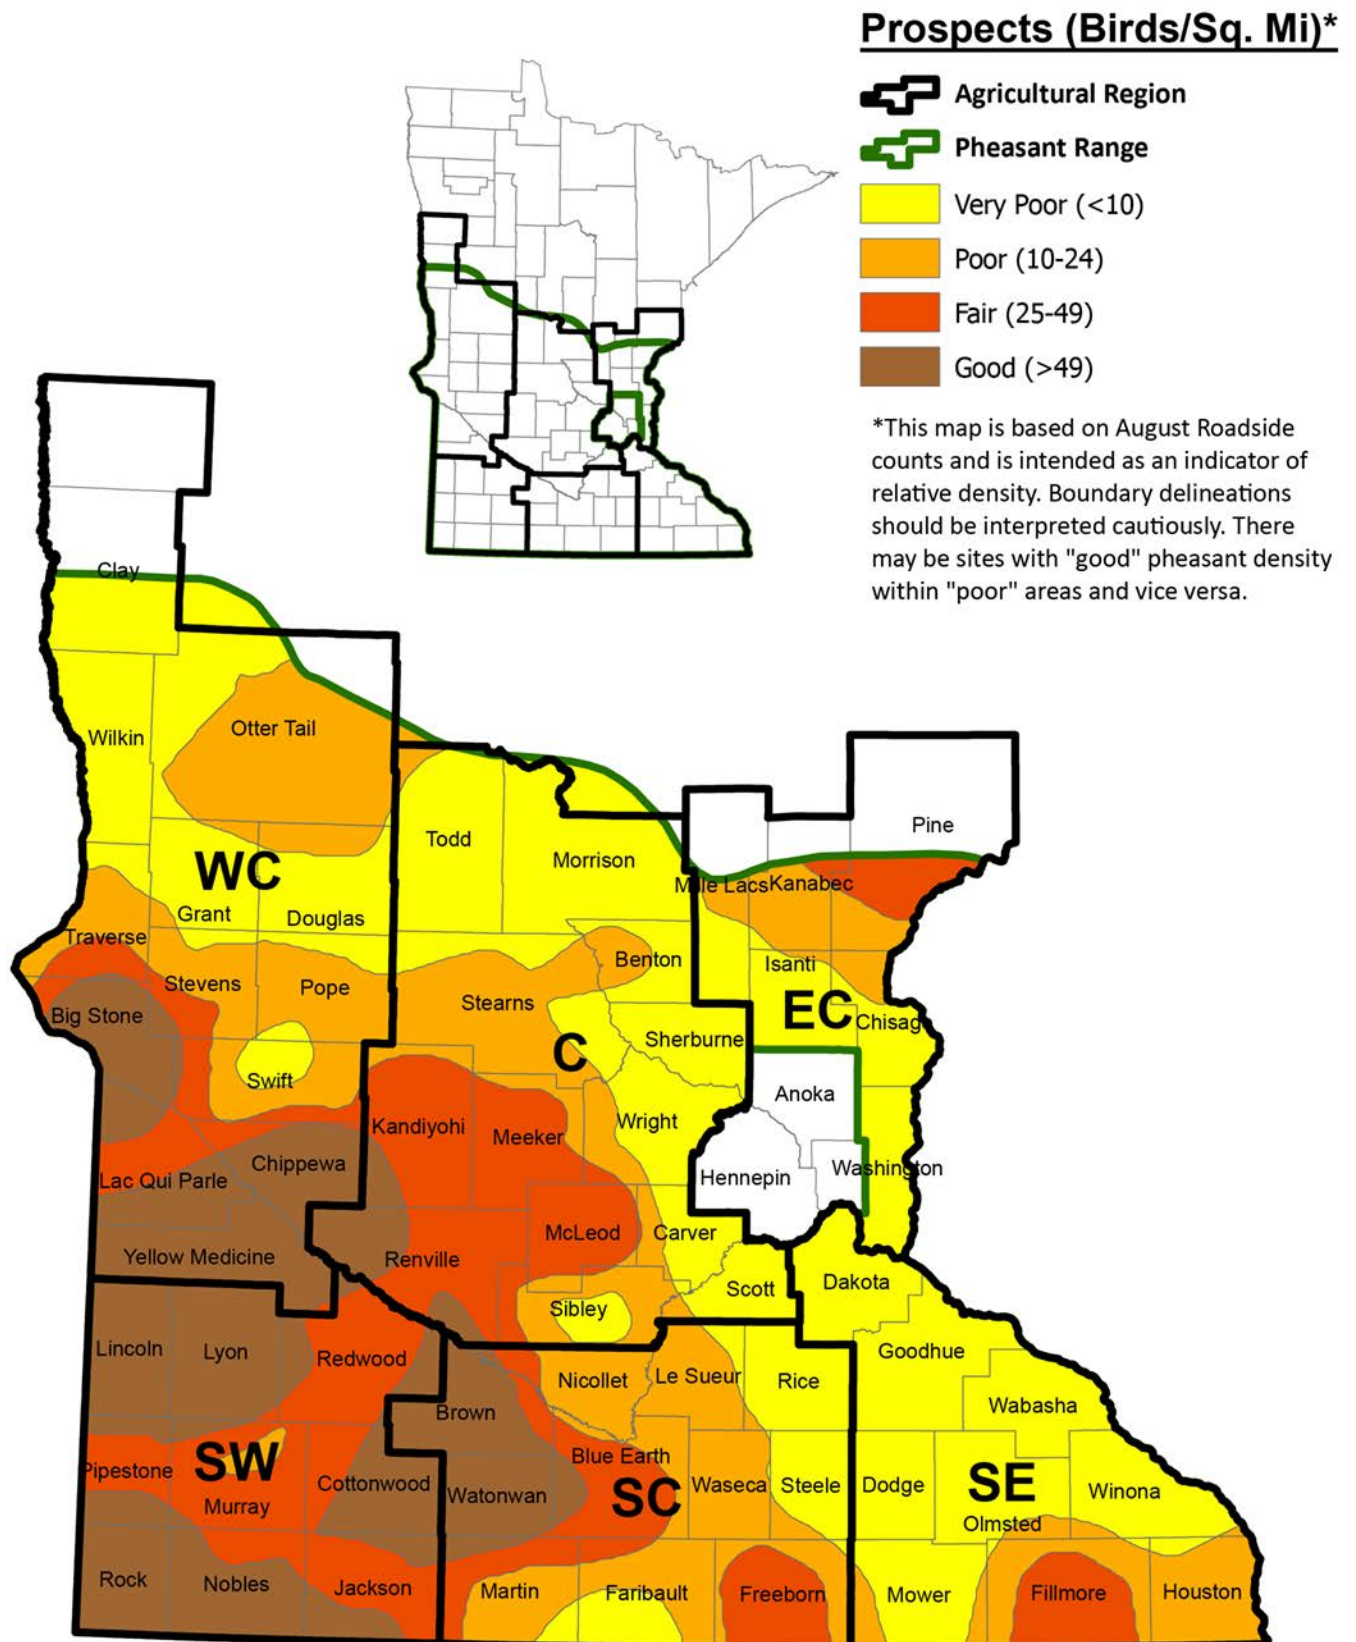 Prospects (Birds/Sq. Mi)*
Agricultural Region
Pheasant Range
Very Poor (<10)
Poor (10-24)
Fair (25-49)
Good (>49)
*This map is based on August Roadside
counts and is intended as an indicator of
relative density. Boundary delineations
should be interpreted cautiously. There
may be sites with "good" pheasant density
within "poor" areas and vice versa.
Clay
Wilkin
Otter Tail
Todd
Morrison
Pine
Mille Lacs
Kanabec
WC
Grant
Douglas
Traverse
Stevens
Pope
Stearns
Benton
Isanti
Big Stone
EC
Chisag
Swift
C
Sherburne
Anoka
Kandiyohi
Meeker
Wright
Lac Qui Parle
Chippewa
Hennepin
Washington
Yellow Medicine
Renville
McLeod
Carver
Sibley
Scott
Dakota
Lincoln
Lyon
Redwood
Nicollet
Le Sueur
Rice
Goodhue
Brown
Wabasha
Pipestone
SW
Murray
Cottonwood
Watonwan
Blue Earth
SC
Waseca
Steele
Dodge
SE
Olmsted
Winona
Rock
Nobles
Jackson
Martin
Faribault
Freeborn
Mower
Fillmore
Houston